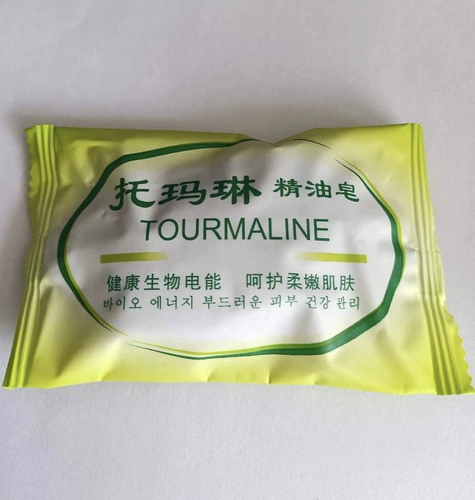 托玛琳 精油皂
TOURMALINE
健康生物电能 呵护柔嫩肌肤
바이오 에너지 부드러운 피부 건강 관리